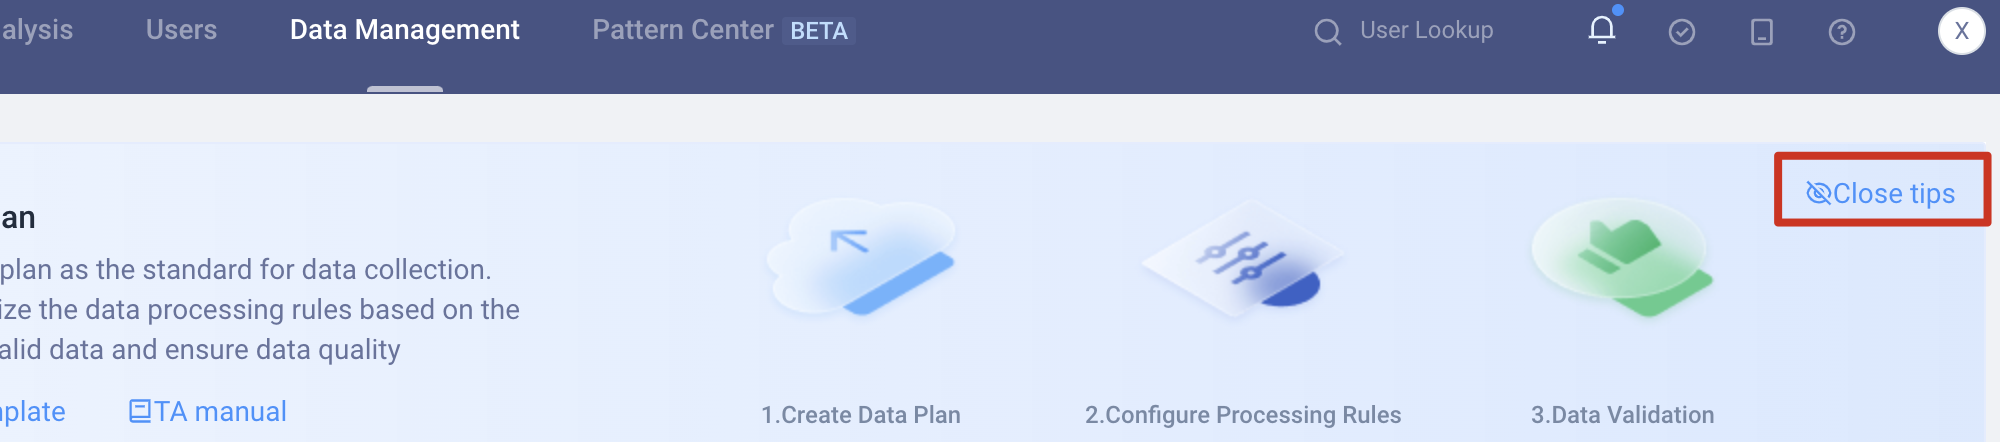 alysis Users Data Management Pattern Center BETA User Lookup X
Close tips
an
plan as the standard for data collection.
ize the data processing rules based on the
alid data and ensure data quality
plate TA manual
1.Create Data Plan 2.Configure Processing Rules 3.Data Validation